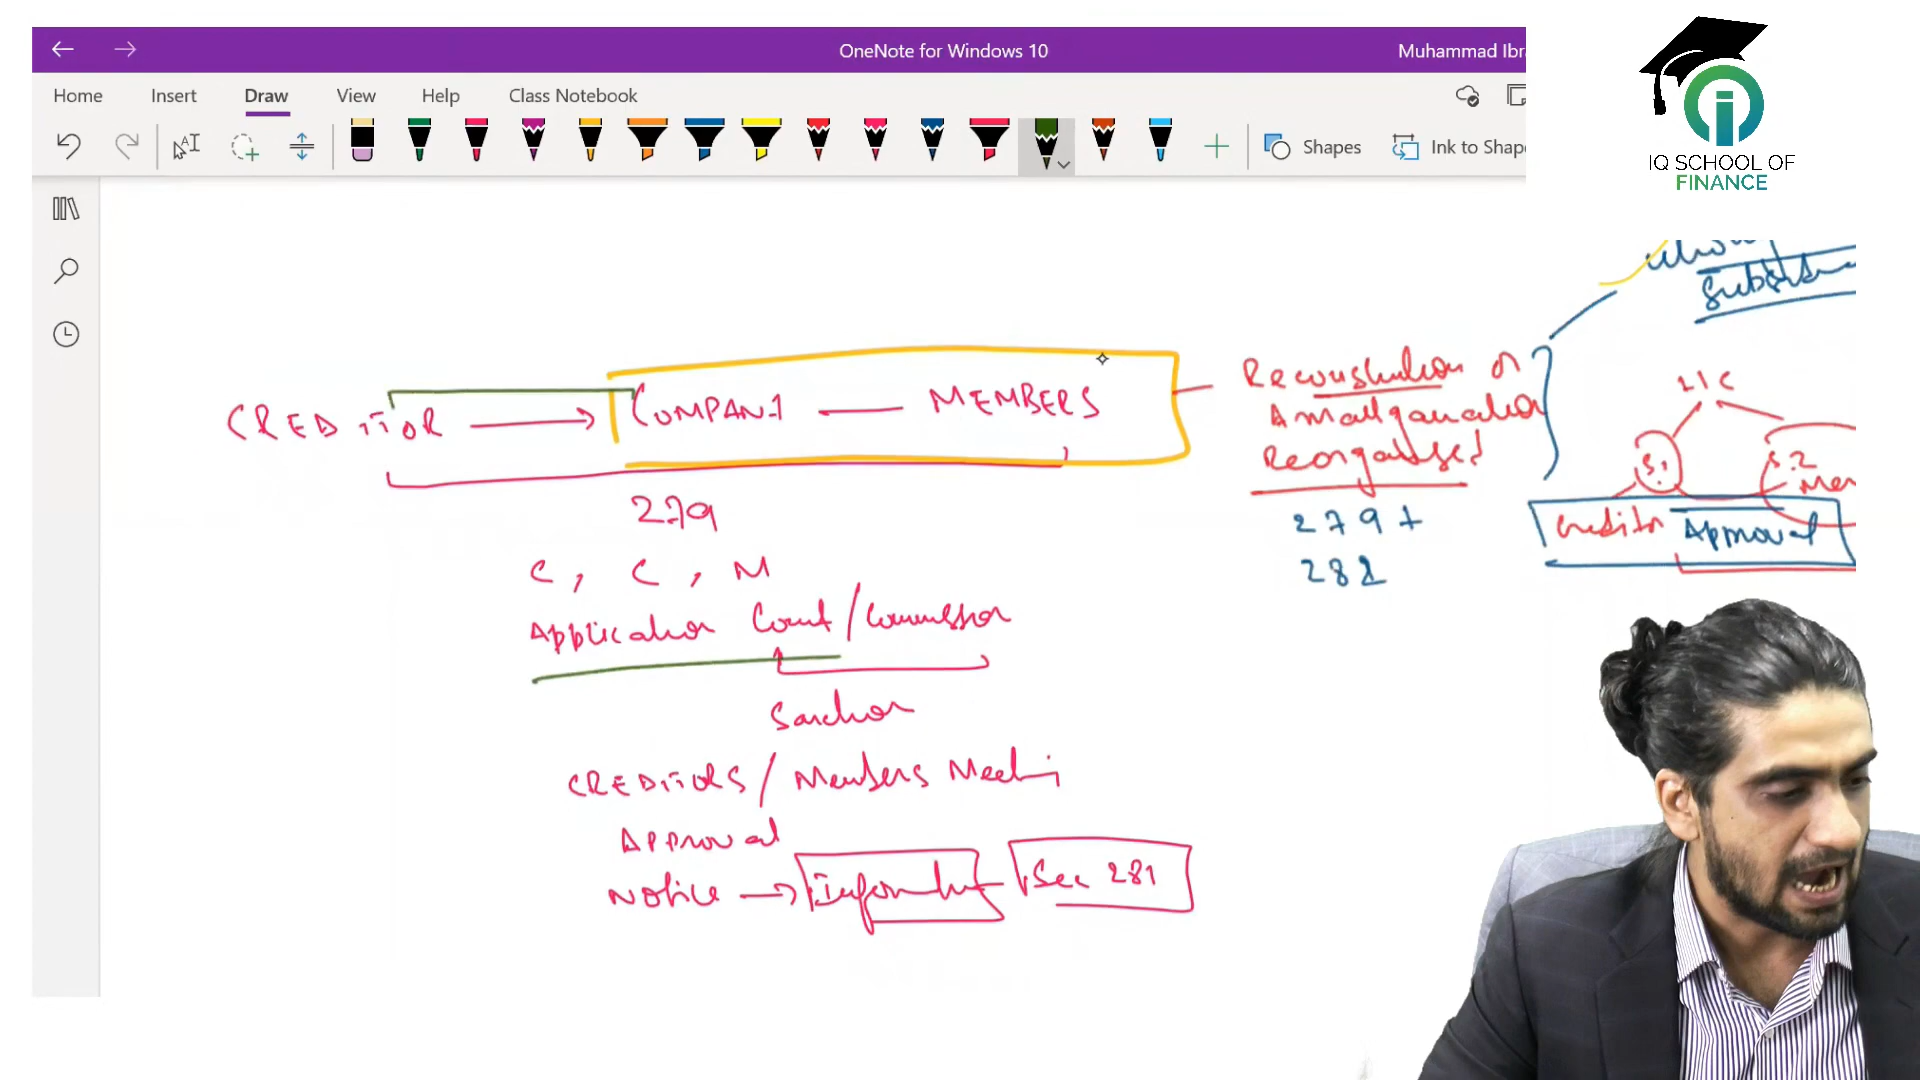 OneNote for Windows 10
Muhammad Ibr
Home Insert Draw View Help Class Notebook
Shapes
Ink to Shap
IQ SCHOOL OF
FINANCE
CREDITOR → COMPANY — MEMBERS
279
C, C, M
Application Court / Commission
Sanction
CREDITORS / Members Meeting
Approval
Notice → Sec 281
Reconstruction or
Amalgamation
279 +
282
Subst
S.1
S.2
Creditor Approval